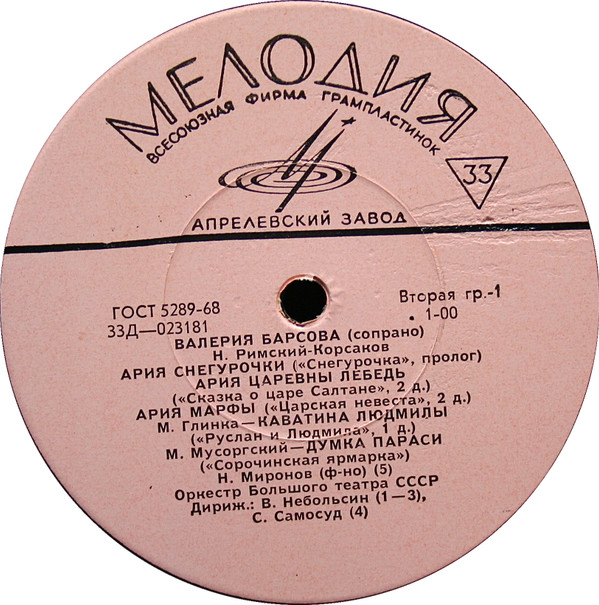 МЕЛОДИЯ
ВСЕСОЮЗНАЯ ФИРМА ГРАМПЛАСТИНОК
33
АПРЕЛЕВСКИЙ ЗАВОД
ГОСТ 5289-68
Вторая гр.-1
33Д—023181
1-00
ВАЛЕРИЯ БАРСОВА (сопрано)
Н. Римский-Корсаков
АРИЯ СНЕГУРОЧКИ («Снегурочка», пролог)
АРИЯ ЦАРЕВНЫ ЛЕБЕДЬ
(«Сказка о царе Салтане», 2 д.)
АРИЯ МАРФЫ («Царская невеста», 2 д.)
М. Глинка—КАВАТИНА ЛЮДМИЛЫ
(«Руслан и Людмила», 1 д.)
М. Мусоргский—ДУМКА ПАРАСИ
(«Сорочинская ярмарка»)
Н. Миронов (ф-но) (5)
Оркестр Большого театра СССР
Дириж.: В. Небольсин (1—3),
С. Самосуд (4)